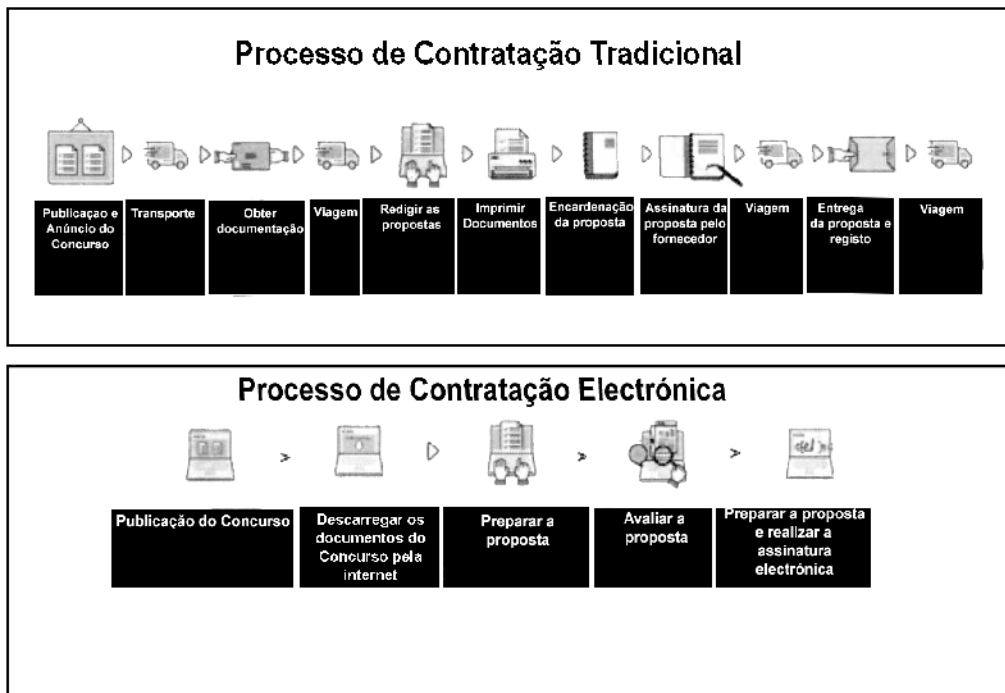 Processo de Contratação Tradicional
Publicaçao e
Anúncio do
Concurso
Transporte
Obter
documentação
Viagem
Redigir as
propostas
Imprimir
Documentos
Encardenação
da proposta
Assinatura da
proposta pelo
fornecedor
Viagem
Entrega
da proposta e
registo
Viagem
Processo de Contratação Electrónica
Publicação do Concurso
Descarregar os
documentos do
Concurso pela
internet
Preparar a
proposta
Avaliar a
proposta
Preparar a proposta
e realizar a
assinatura
electrónica